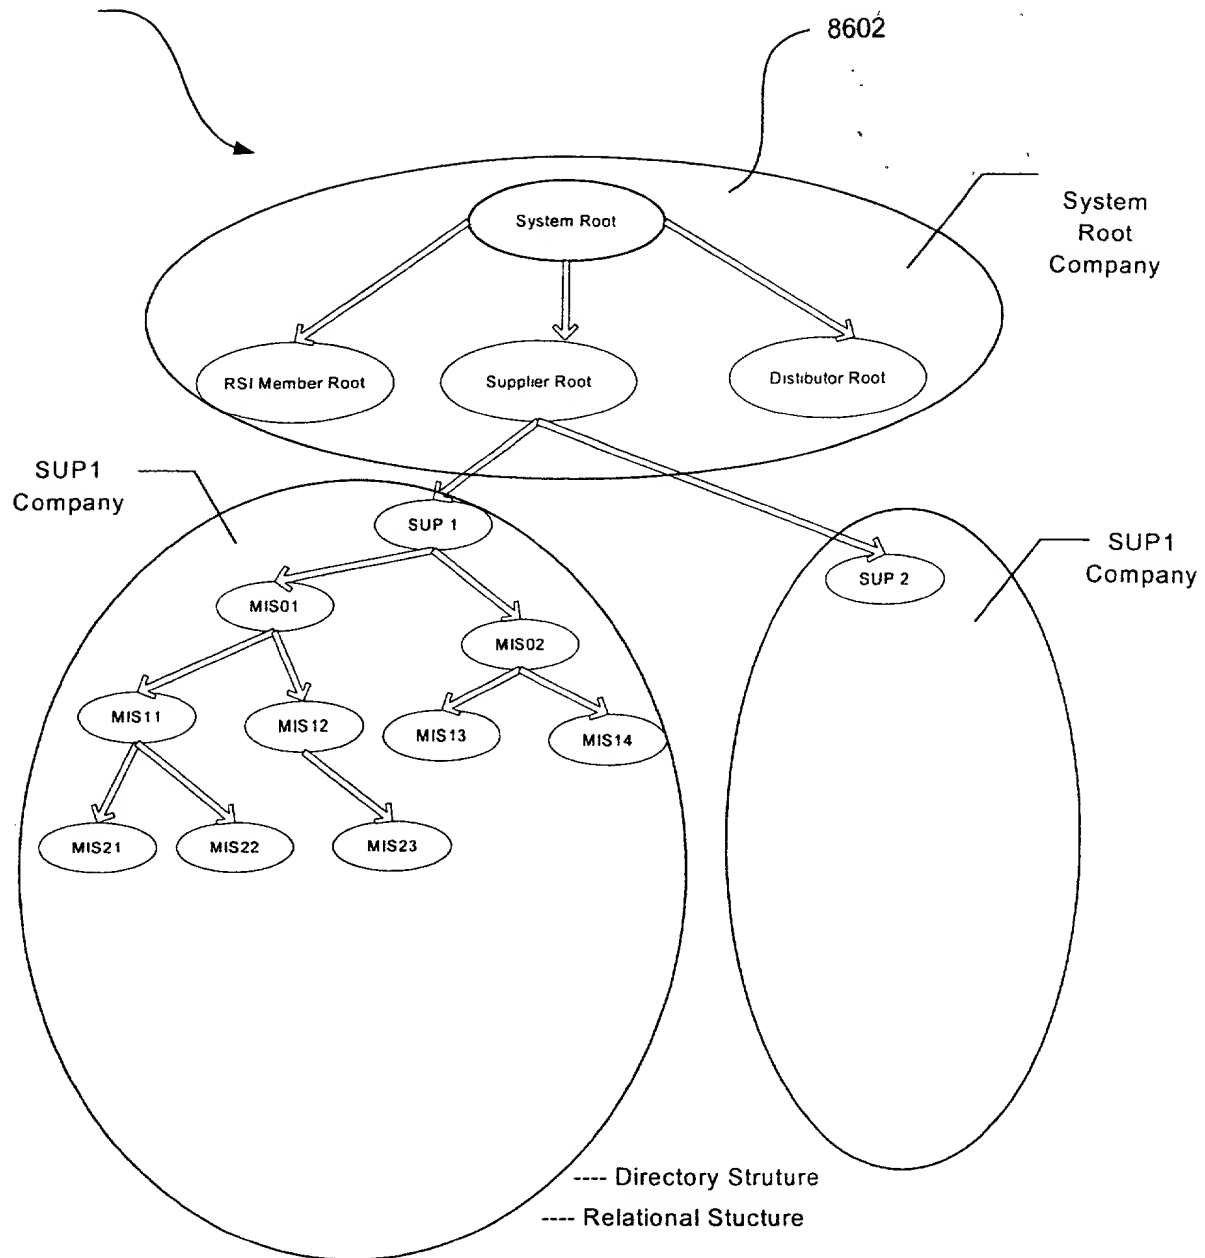 8602
System
Root
Company
System Root
RSI Member Root
Supplier Root
Distibutor Root
SUP1
Company
SUP 1
SUP1
Company
SUP 2
MIS01
MIS02
MIS11
MIS12
MIS13
MIS14
MIS21
MIS22
MIS23
---- Directory Struture
---- Relational Stucture